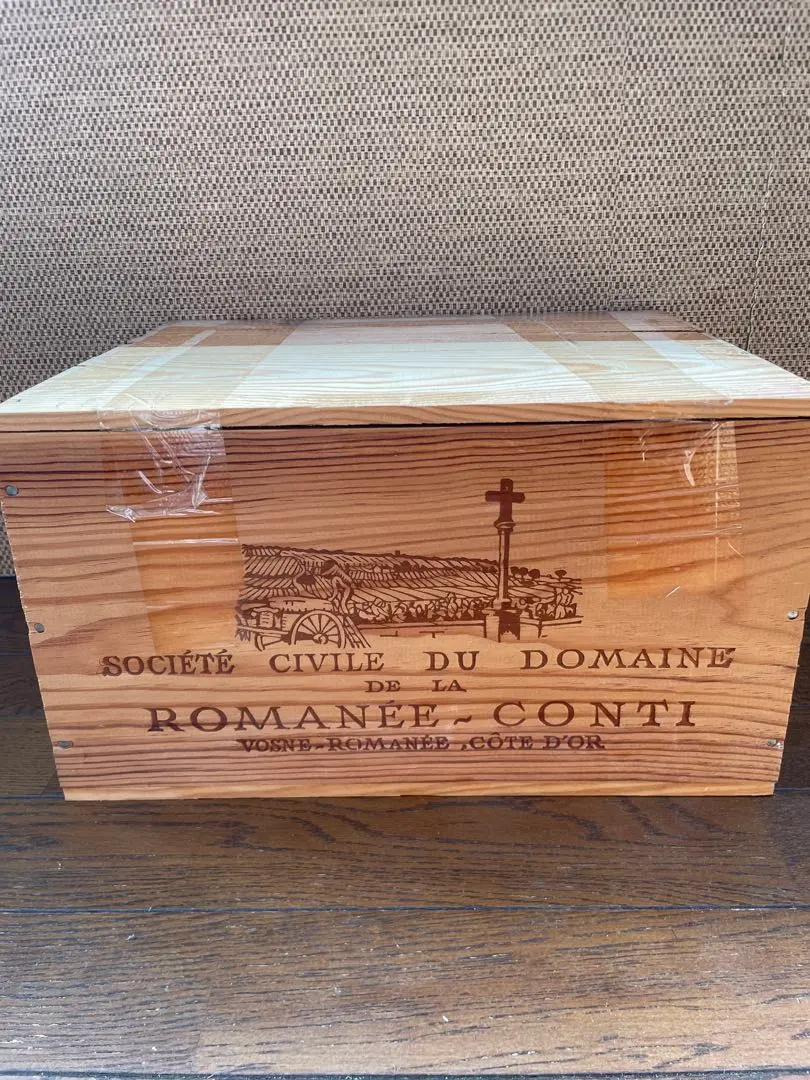 SOCIÉTÉ CIVILE DU DOMAINE
DE LA
ROMANÉE-CONTI
VOSNE-ROMANÉE, CÔTE D'OR